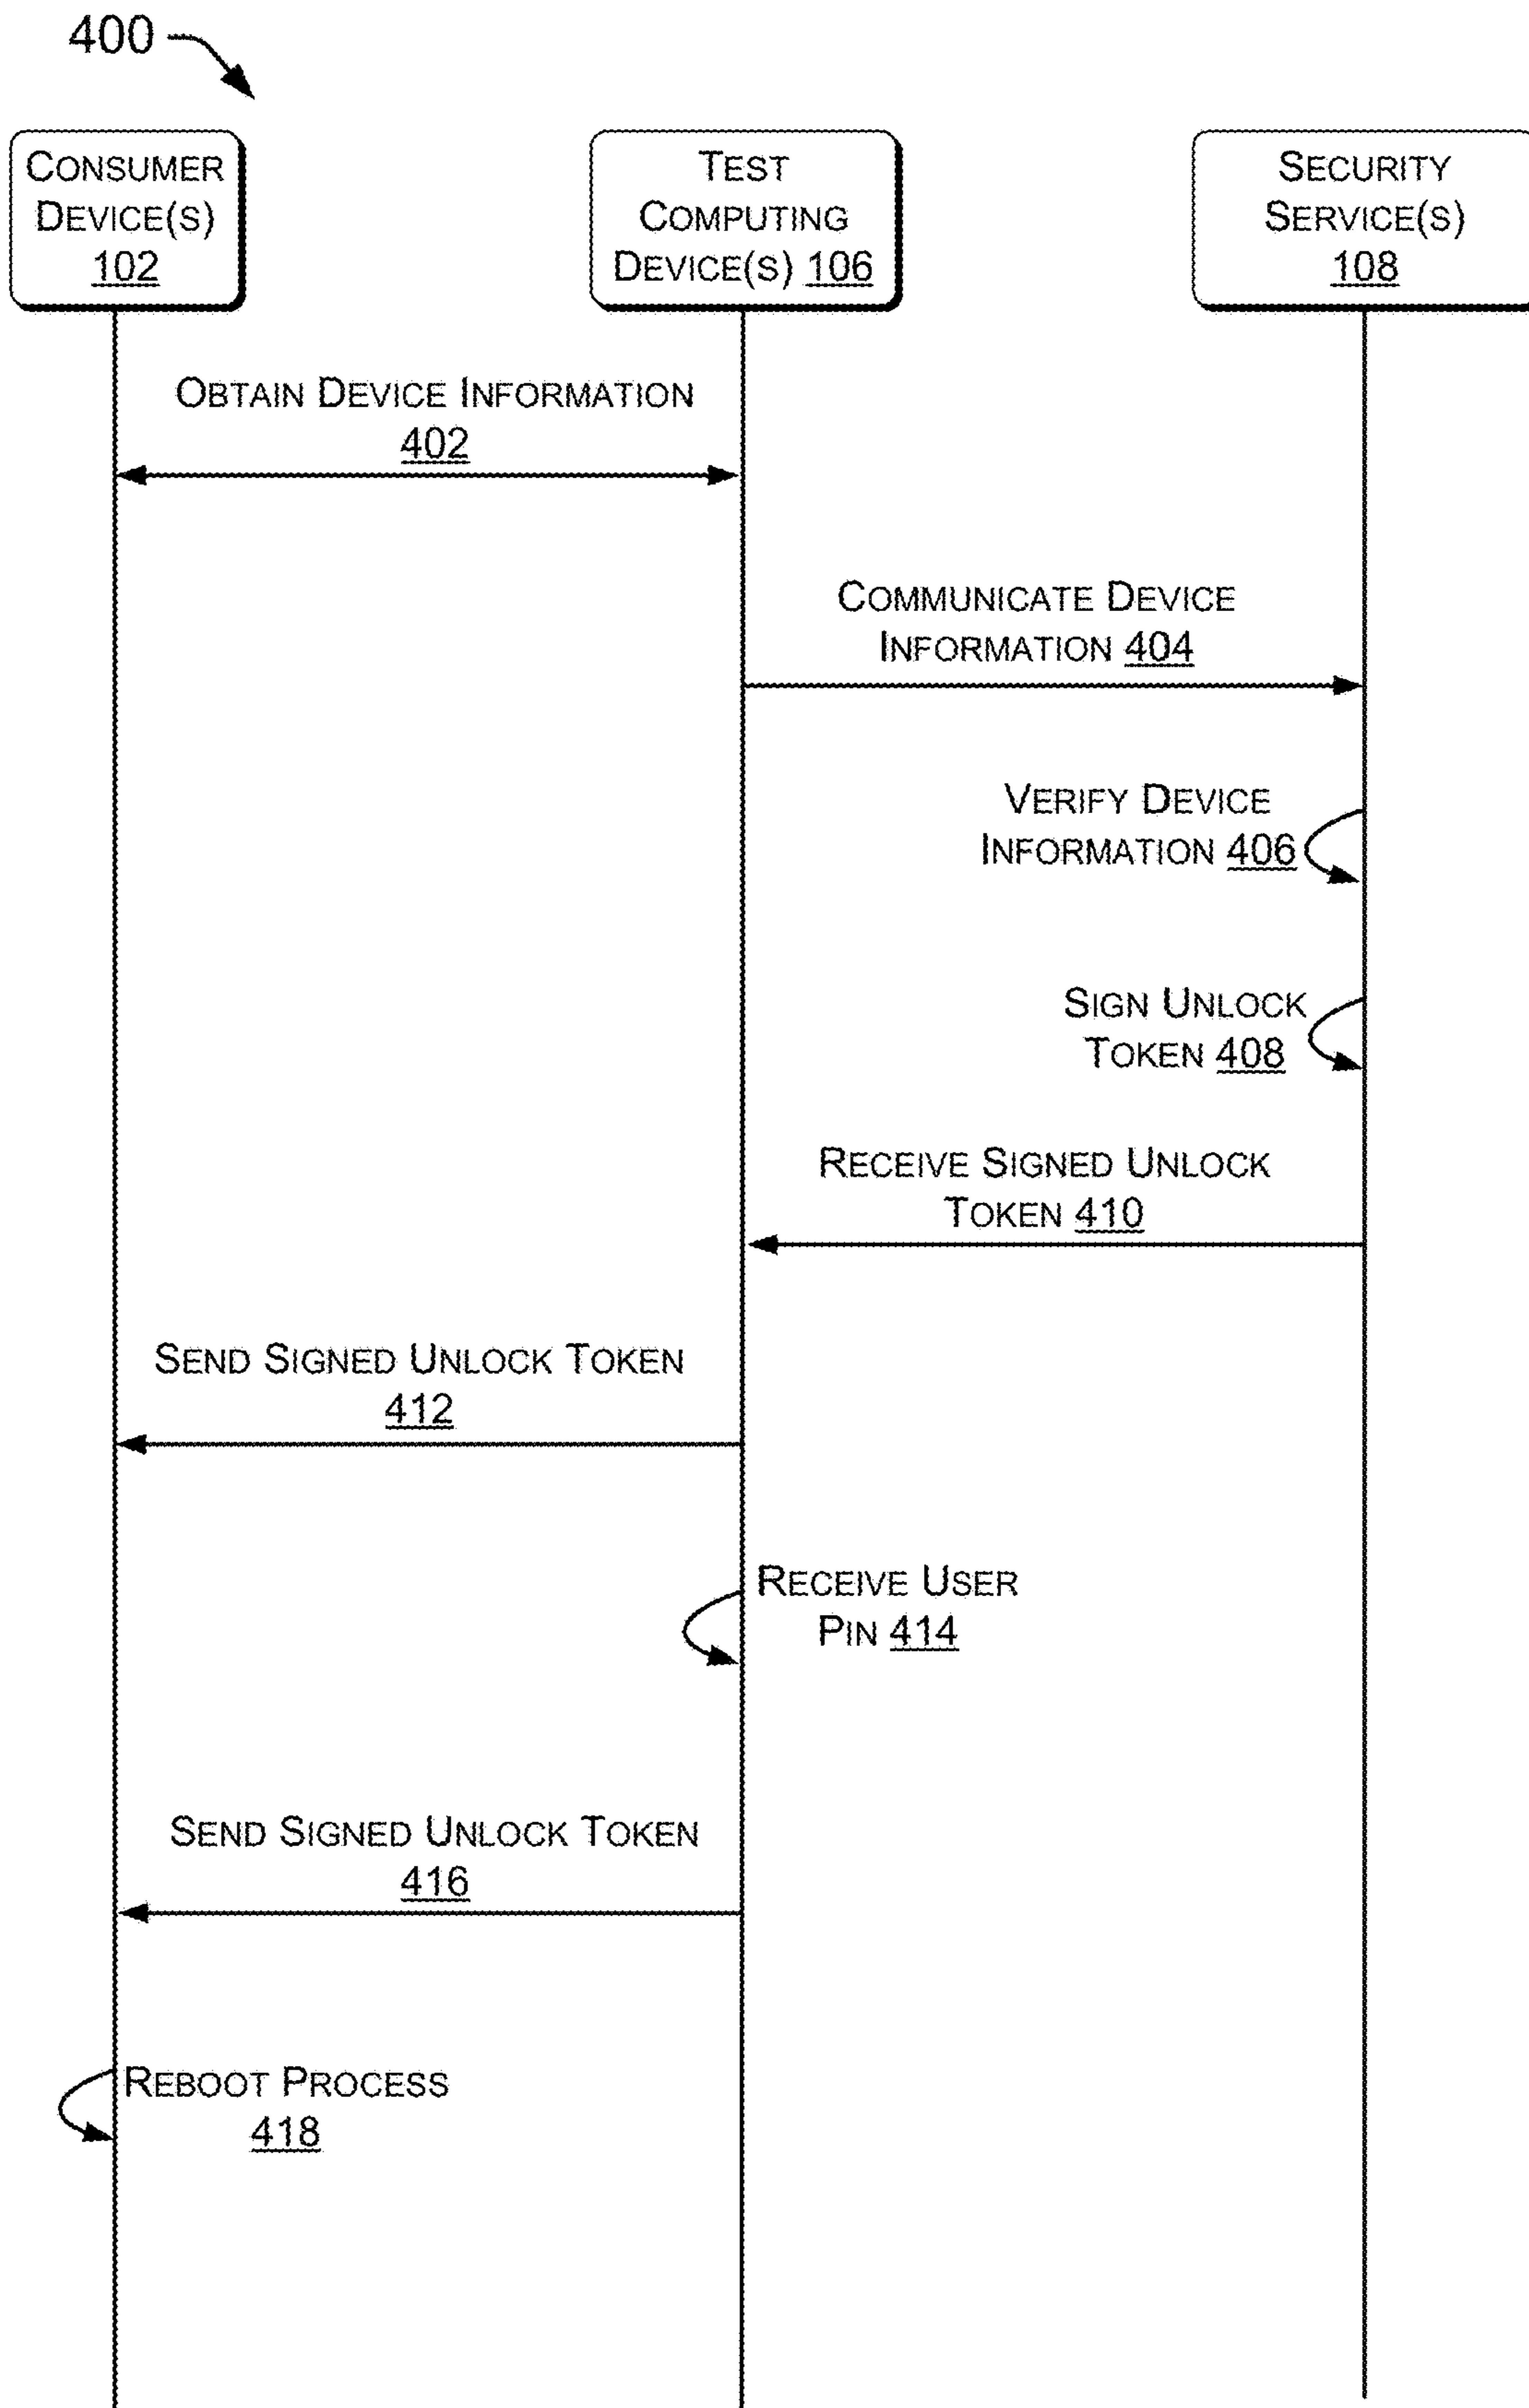 400
CONSUMER
DEVICE(S)
102
TEST
COMPUTING
DEVICE(S) 106
SECURITY
SERVICE(S)
108
OBTAIN DEVICE INFORMATION
402
COMMUNICATE DEVICE
INFORMATION 404
VERIFY DEVICE
INFORMATION 406
SIGN UNLOCK
TOKEN 408
RECEIVE SIGNED UNLOCK
TOKEN 410
SEND SIGNED UNLOCK TOKEN
412
RECEIVE USER
PIN 414
SEND SIGNED UNLOCK TOKEN
416
REBOOT PROCESS
418